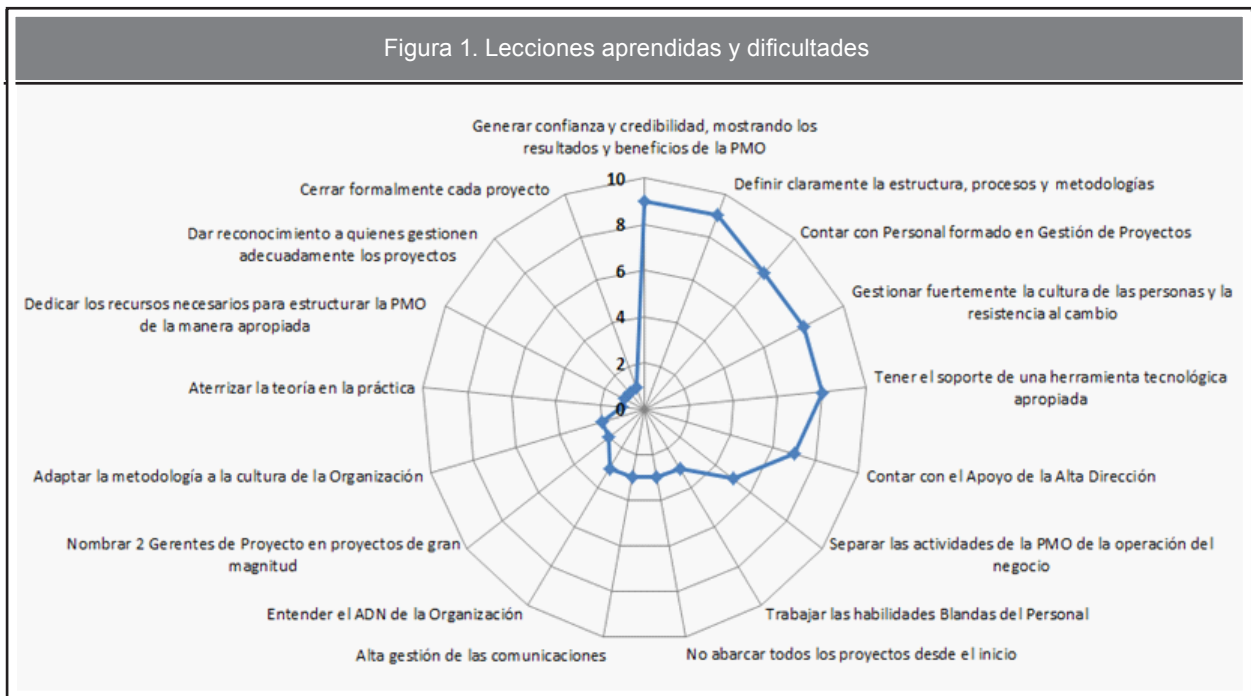 Figura 1. Lecciones aprendidas y dificultades
Generar confianza y credibilidad, mostrando los
resultados y beneficios de la PMO
Definir claramente la estructura, procesos y metodologías
Contar con Personal formado en Gestión de Proyectos
Gestionar fuertemente la cultura de las personas y la
resistencia al cambio
Tener el soporte de una herramienta tecnológica
apropiada
Contar con el Apoyo de la Alta Dirección
Separar las actividades de la PMO de la operación del
negocio
Trabajar las habilidades Blandas del Personal
No abarcar todos los proyectos desde el inicio
Alta gestión de las comunicaciones
Entender el ADN de la Organización
Nombrar 2 Gerentes de Proyecto en proyectos de gran
magnitud
Adaptar la metodología a la cultura de la Organización
Aterrizar la teoría en la práctica
Dedicar los recursos necesarios para estructurar la PMO
de la manera apropiada
Dar reconocimiento a quienes gestionen
adecuadamente los proyectos
Cerrar formalmente cada proyecto
10
8
6
4
2
0